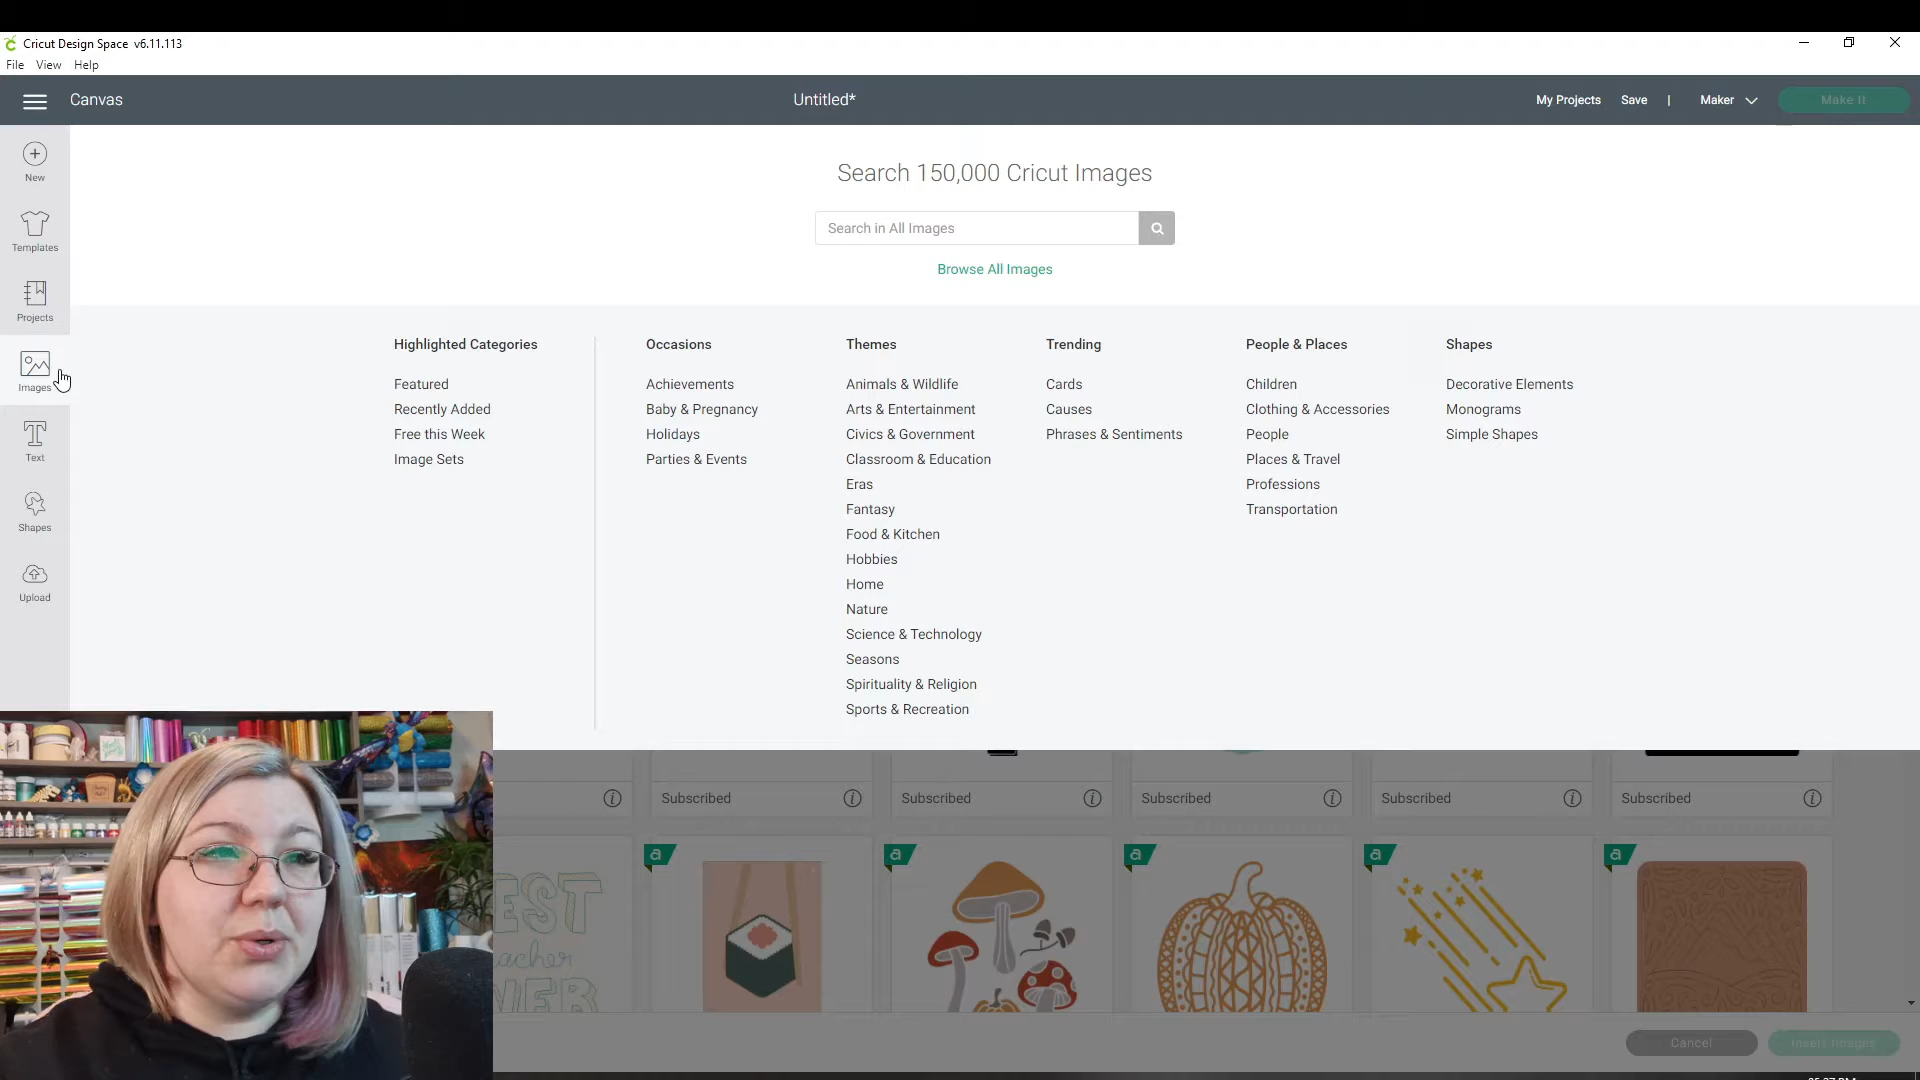 Cricut Design Space v6.11.113
File View Help
Canvas
Untitled*
My Projects Save | Maker
Make It
New
Templates
Projects
Images
Text
Shapes
Upload
Search 150,000 Cricut Images
Search in All Images
Browse All Images
Highlighted Categories
Featured
Recently Added
Free this Week
Image Sets
Occasions
Achievements
Baby & Pregnancy
Holidays
Parties & Events
Themes
Animals & Wildlife
Arts & Entertainment
Civics & Government
Classroom & Education
Eras
Fantasy
Food & Kitchen
Hobbies
Home
Nature
Science & Technology
Seasons
Spirituality & Religion
Sports & Recreation
Trending
Cards
Causes
Phrases & Sentiments
People & Places
Children
Clothing & Accessories
People
Places & Travel
Professions
Transportation
Shapes
Decorative Elements
Monograms
Simple Shapes
Subscribed
Subscribed
Subscribed
Subscribed
Subscribed
a
a
a
a
a
Cancel
Insert Images